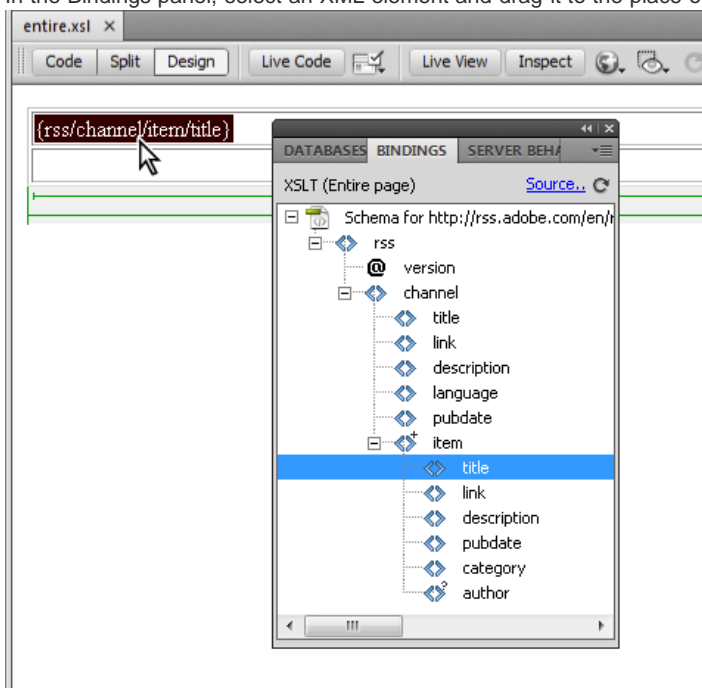 In the Bindings panel, select an XML element and drag it to the place
entire.xsl ×
Code Split Design Live Code Live View Inspect
{rss/channel/item/title}
DATABASES BINDINGS SERVER BEHA
XSLT (Entire page) Source..
Schema for http://rss.adobe.com/en/r
rss
@ version
channel
title
link
description
language
pubdate
item
title
link
description
pubdate
category
author